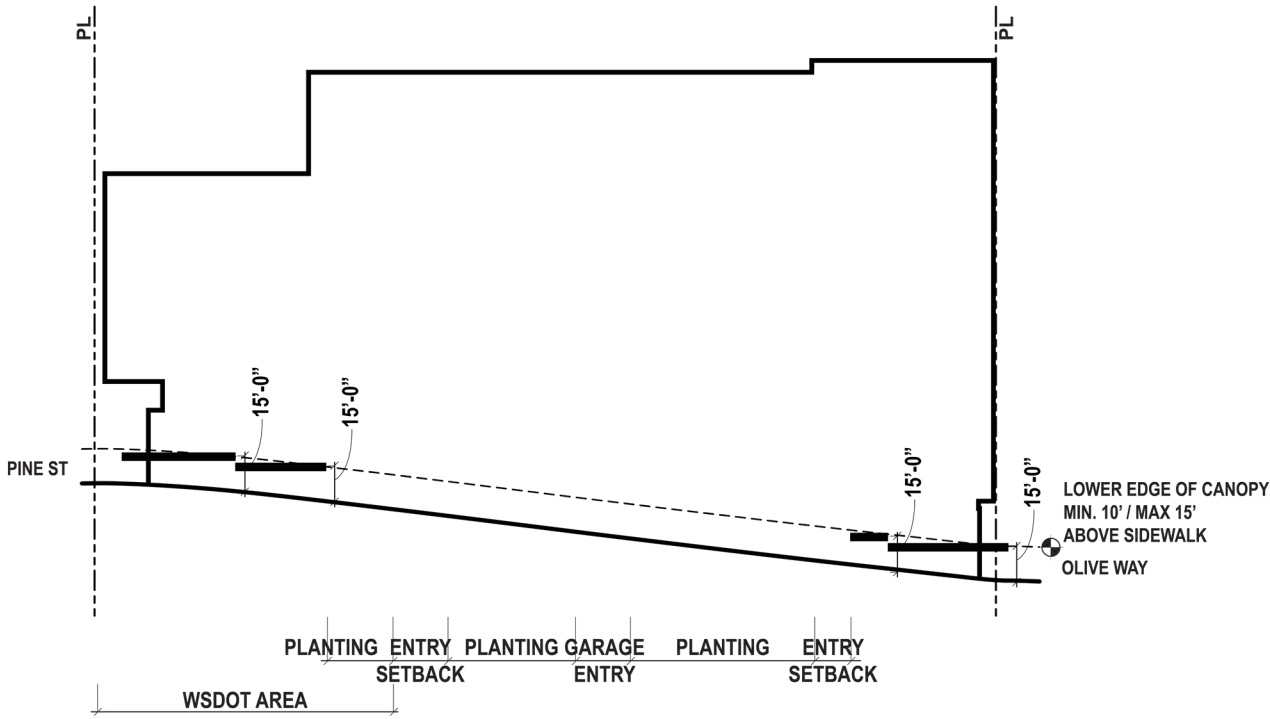 PL
PL
15'-0"
15'-0"
15'-0"
15'-0"
PINE ST
LOWER EDGE OF CANOPY
MIN. 10' / MAX 15'
ABOVE SIDEWALK
OLIVE WAY
PLANTING
ENTRY
SETBACK
PLANTING
GARAGE
ENTRY
PLANTING
ENTRY
SETBACK
WSDOT AREA